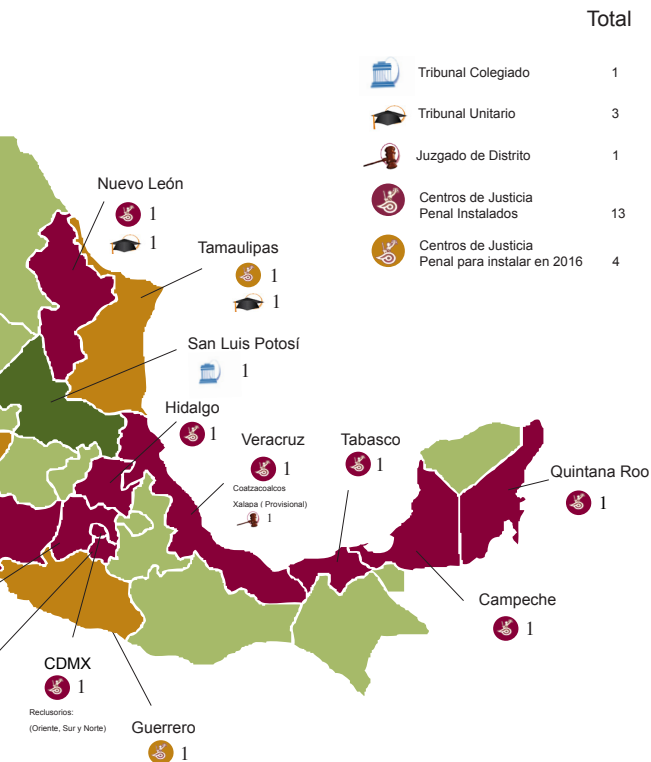 Total
Tribunal Colegiado 1
Tribunal Unitario 3
Juzgado de Distrito 1
Centros de Justicia
Penal Instalados 13
Centros de Justicia
Penal para instalar en 2016 4
Nuevo León
1
1
Tamaulipas
1
1
San Luis Potosí
1
Hidalgo
1
Veracruz
1
Coatzacoalcos
Xalapa ( Provisional)
1
Tabasco
1
Quintana Roo
1
Campeche
1
CDMX
1
Reclusorios:
(Oriente, Sur y Norte)
Guerrero
1